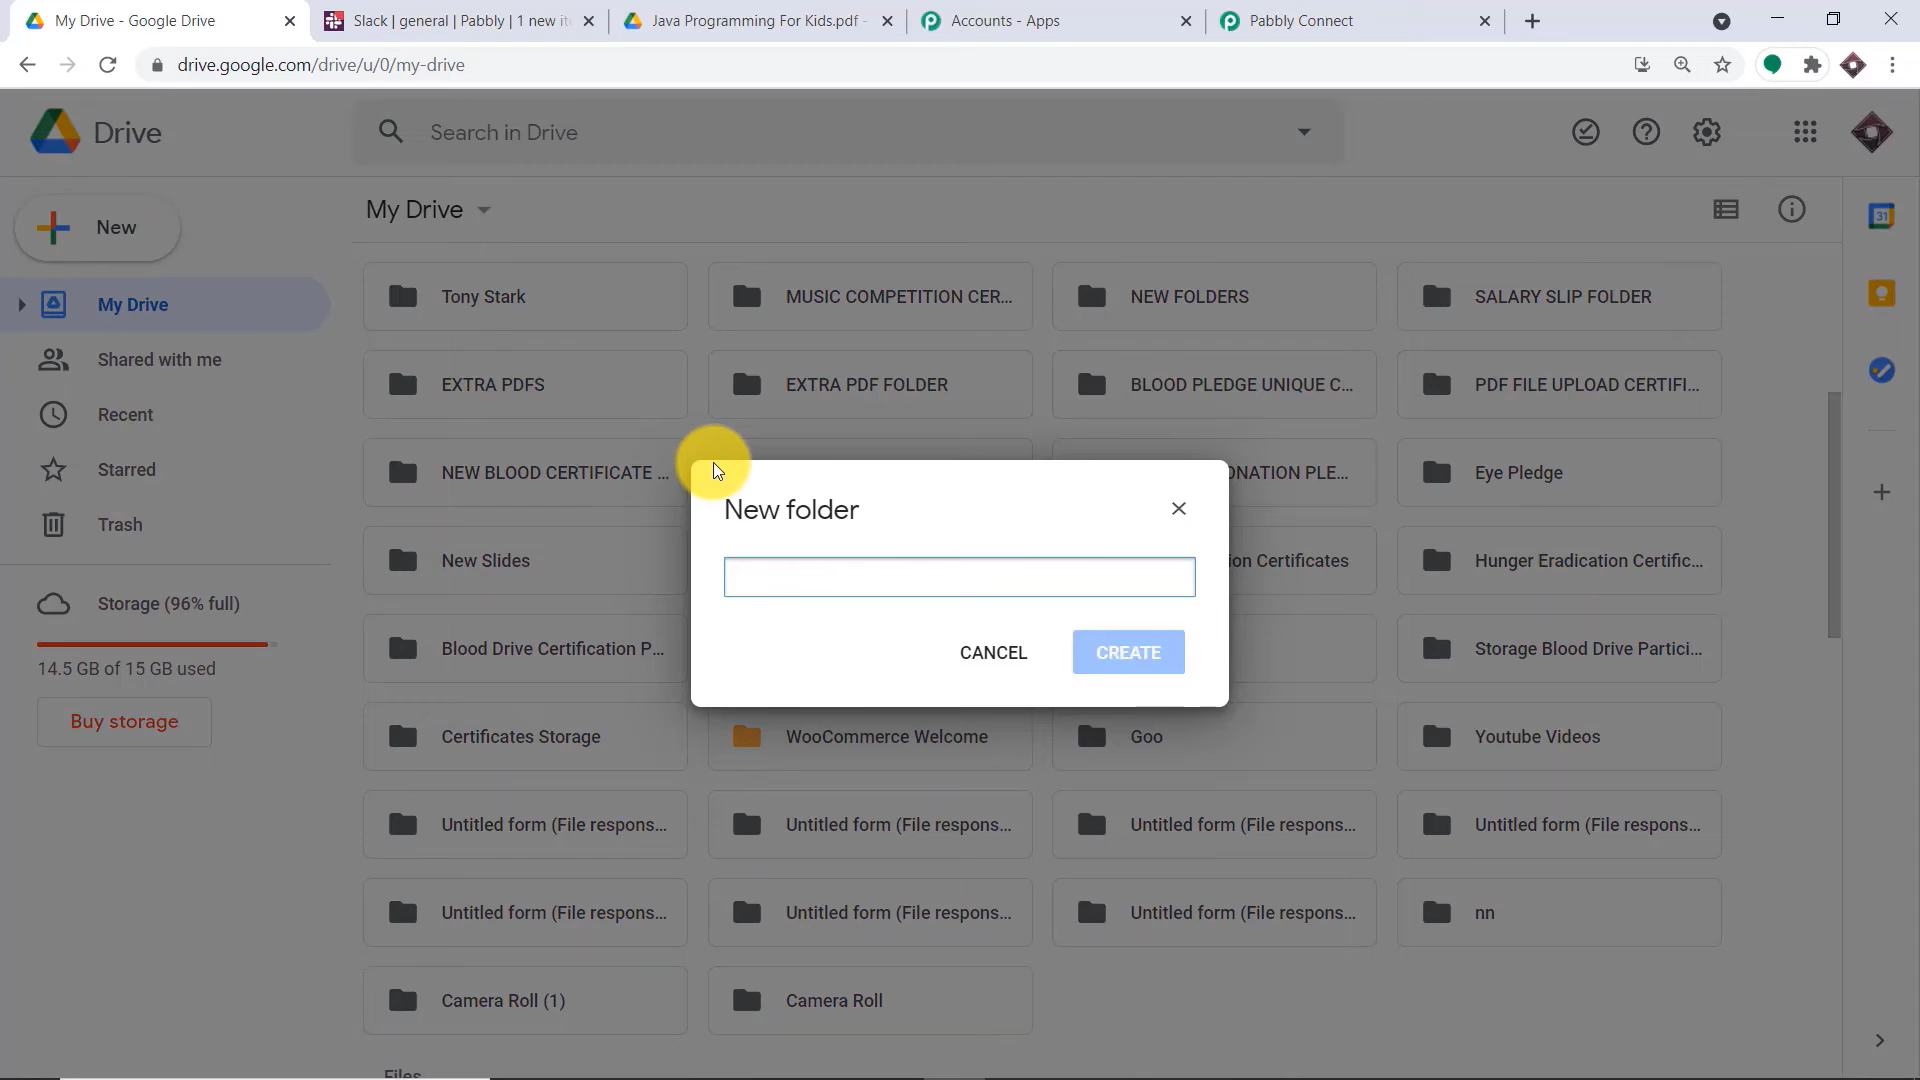 My Drive - Google Drive
Slack | general | Pabbly | 1 new it
Java Programming For Kids.pdf -
Accounts - Apps
Pabbly Connect
drive.google.com/drive/u/0/my-drive
Drive
Search in Drive
New
My Drive
31
My Drive
Shared with me
Recent
Starred
Trash
Storage (96% full)
14.5 GB of 15 GB used
Buy storage
Tony Stark
MUSIC COMPETITION CER...
NEW FOLDERS
SALARY SLIP FOLDER
EXTRA PDFS
EXTRA PDF FOLDER
BLOOD PLEDGE UNIQUE C...
PDF FILE UPLOAD CERTIFI...
NEW BLOOD CERTIFICATE ...
ONATION PLE...
Eye Pledge
New folder
New Slides
ion Certificates
Hunger Eradication Certific...
CANCEL
CREATE
Blood Drive Certification P...
Storage Blood Drive Partici...
Certificates Storage
WooCommerce Welcome
Goo
Youtube Videos
Untitled form (File respons...
Untitled form (File respons...
Untitled form (File respons...
Untitled form (File respons...
Untitled form (File respons...
Untitled form (File respons...
Untitled form (File respons...
nn
Camera Roll (1)
Camera Roll
Files